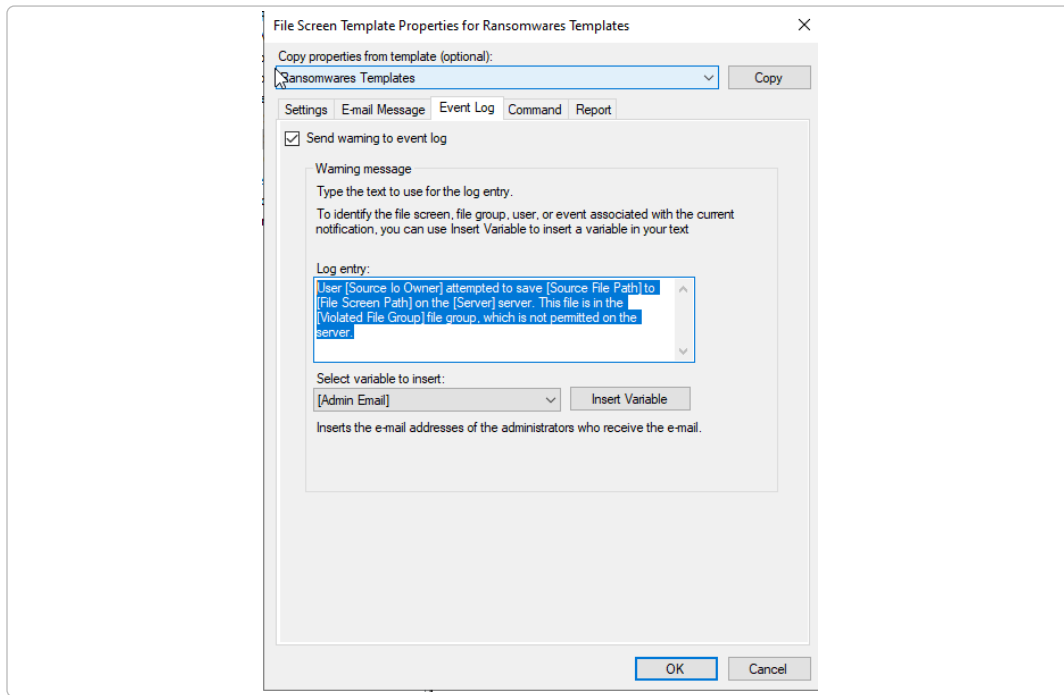 File Screen Template Properties for Ransomwares Templates
Copy properties from template (optional):
Ransomwares Templates
Copy
Settings E-mail Message Event Log Command Report
Send warning to event log
Warning message
Type the text to use for the log entry.
To identify the file screen, file group, user, or event associated with the current
notification, you can use Insert Variable to insert a variable in your text
Log entry:
User [Source Io Owner] attempted to save [Source File Path] to
[File Screen Path] on the [Server] server. This file is in the
[Violated File Group] file group, which is not permitted on the
server.
Select variable to insert:
[Admin Email]
Insert Variable
Inserts the e-mail addresses of the administrators who receive the e-mail.
OK
Cancel